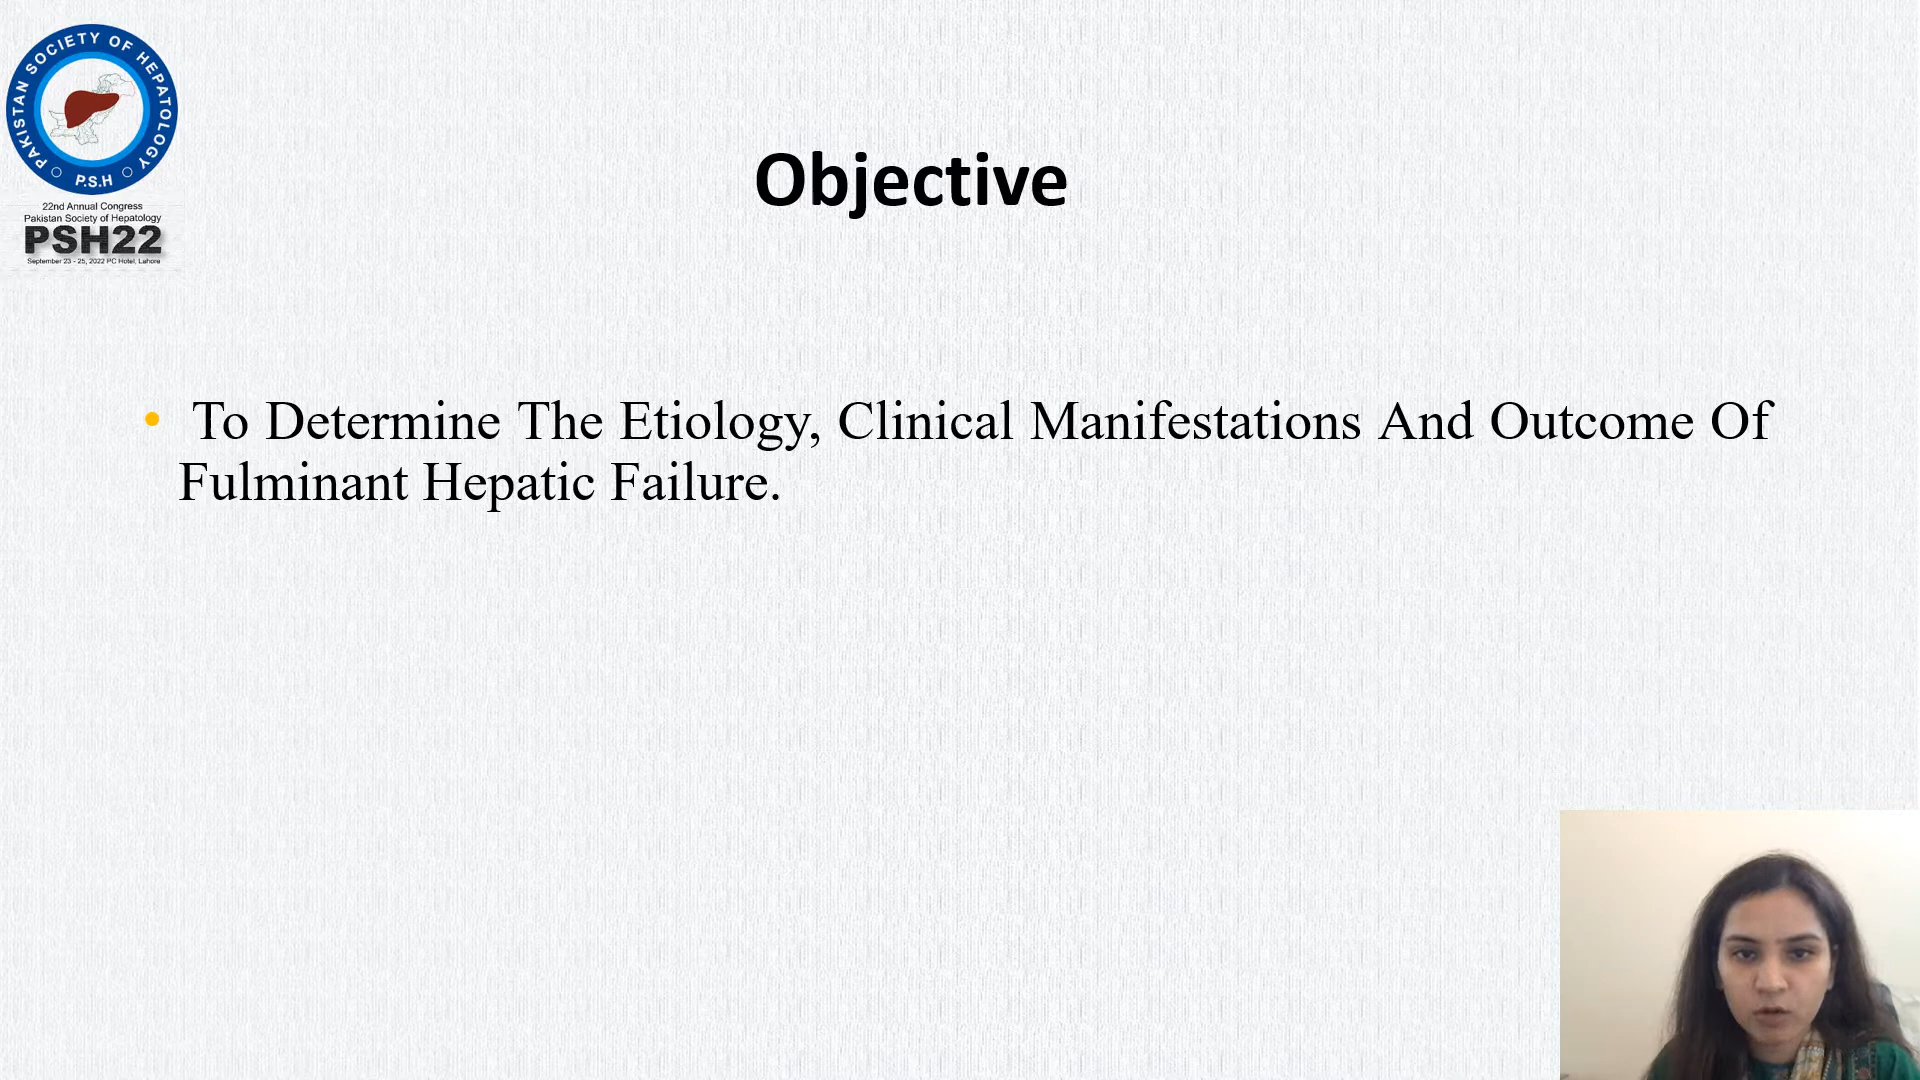 PAKISTAN SOCIETY OF HEPATOLOGY
P.S.H
22nd Annual Congress
Pakistan Society of Hepatology
PSH22
September 23 - 25, 2022 PC Hotel, Lahore
Objective
• To Determine The Etiology, Clinical Manifestations And Outcome Of
Fulminant Hepatic Failure.